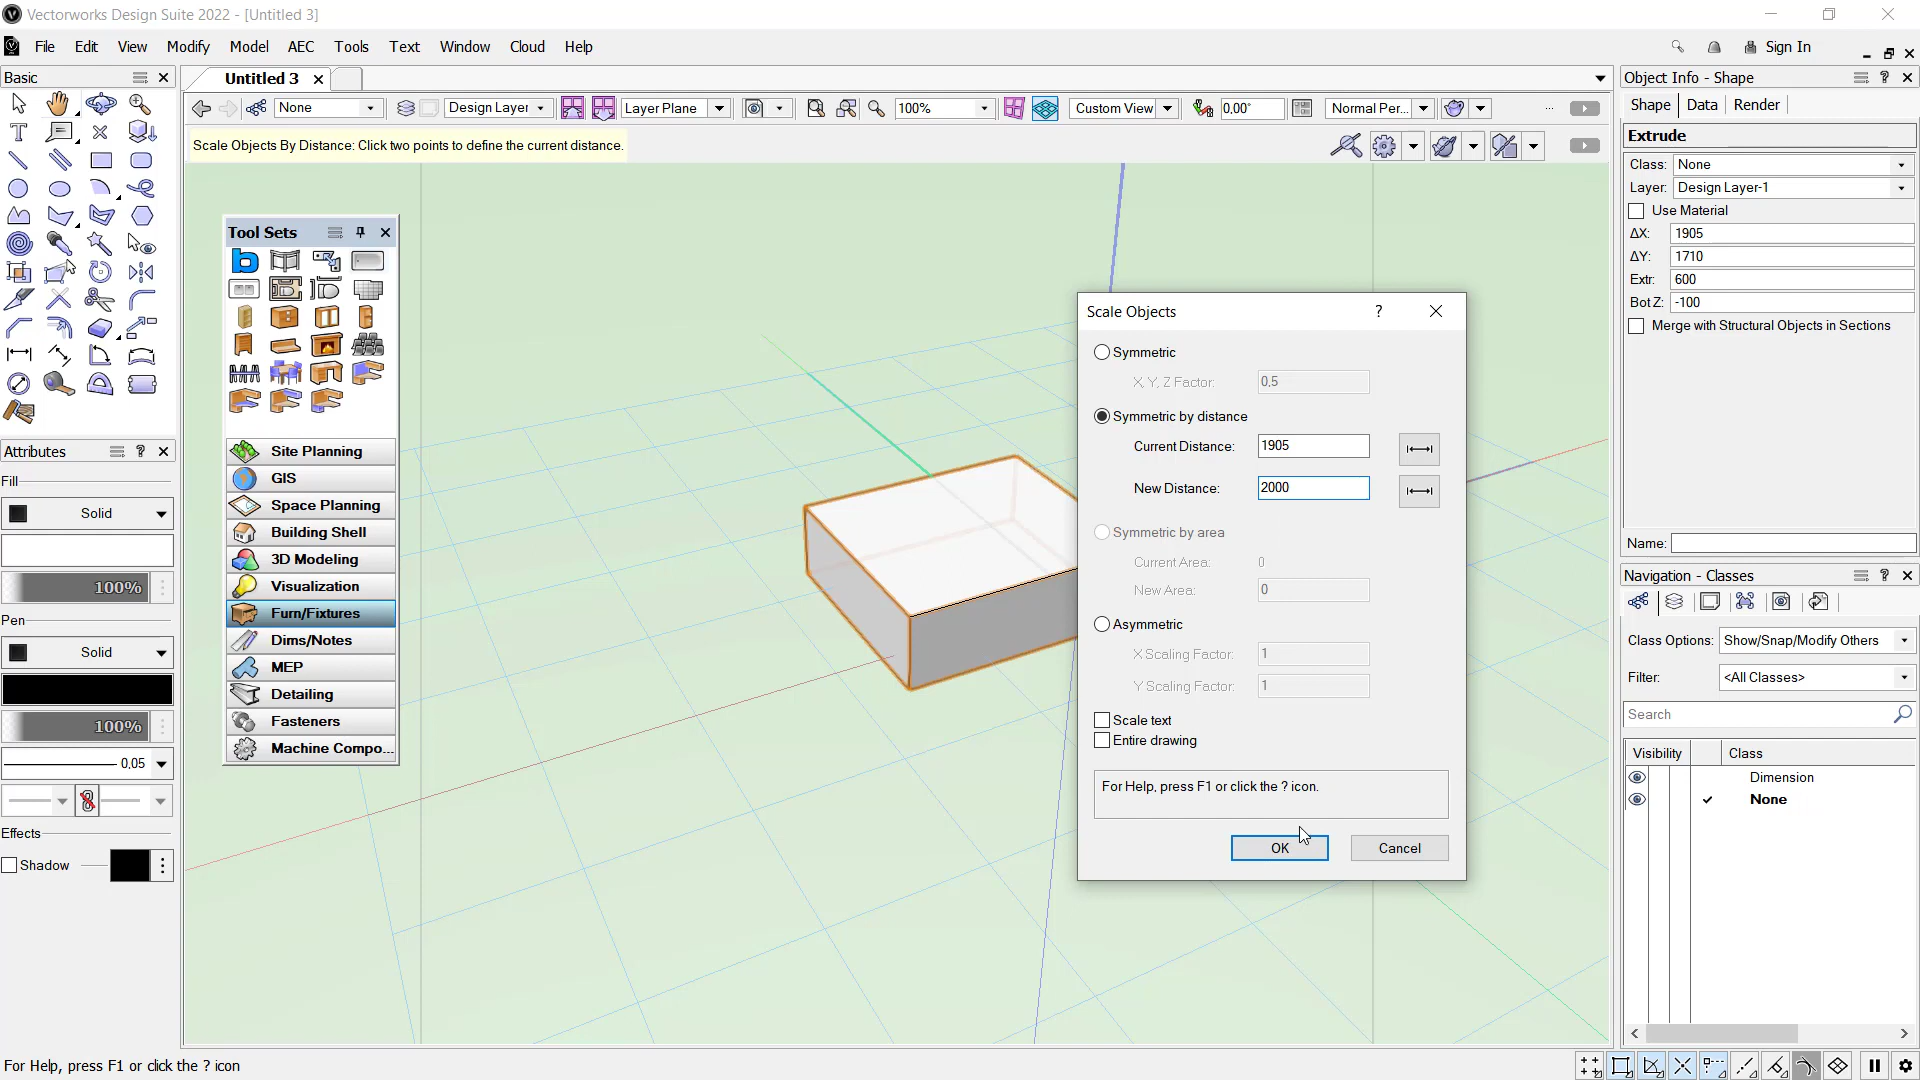 Vectorworks Design Suite 2022 - [Untitled 3]
File Edit View Modify Model AEC Tools Text Window Cloud Help
Sign In
Basic
Untitled 3
None
Design Layer
Layer Plane
100%
Custom View
0,00°
Normal Per...
...
Scale Objects By Distance: Click two points to define the current distance.
Tool Sets
Site Planning
GIS
Space Planning
Building Shell
3D Modeling
Visualization
Furn/Fixtures
Dims/Notes
MEP
Detailing
Fasteners
Machine Compo...
Attributes
Fill
Solid
100%
Pen
Solid
100%
0,05
Effects
Shadow
Scale Objects
Symmetric
X, Y, Z Factor: 0.5
Symmetric by distance
Current Distance: 1905
New Distance: 2000
Symmetric by area
Current Area: 0
New Area: 0
Asymmetric
X Scaling Factor: 1
Y Scaling Factor: 1
Scale text
Entire drawing
For Help, press F1 or click the ? icon.
OK Cancel
Object Info - Shape
Shape Data Render
Extrude
Class: None
Layer: Design Layer-1
Use Material
ΔX: 1905
ΔY: 1710
Extr: 600
Bot Z: -100
Merge with Structural Objects in Sections
Name:
Navigation - Classes
Class Options: Show/Snap/Modify Others
Filter: <All Classes>
Search
Visibility Class
Dimension
None
For Help, press F1 or click the ? icon